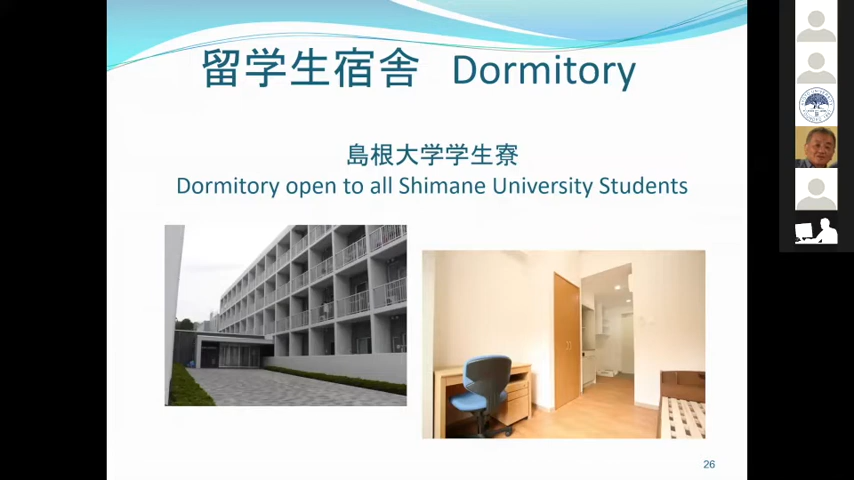 留学生宿舎 Dormitory
島根大学学生寮
Dormitory open to all Shimane University Students
26